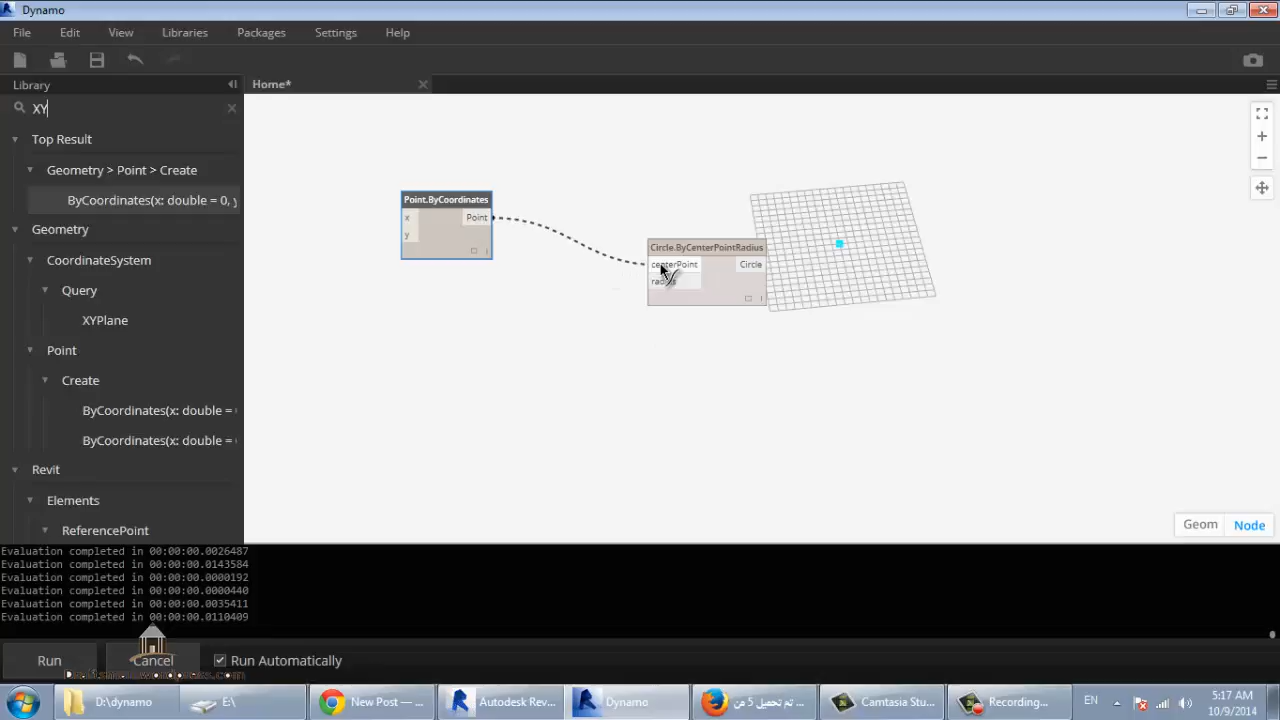 Dynamo
File Edit View Libraries Packages Settings Help
Library
Home*
XY
Top Result
Geometry > Point > Create
ByCoordinates(x: double = 0, y
Geometry
CoordinateSystem
Query
XYPlane
Point
Create
ByCoordinates(x: double =
ByCoordinates(x: double =
Revit
Elements
ReferencePoint
Point.ByCoordinates
x Point
y
Circle.ByCenterPointRadius
centerPoint Circle
radius
Geom Node
Evaluation completed in 00:00:00.0026487
Evaluation completed in 00:00:00.0143584
Evaluation completed in 00:00:00.0000192
Evaluation completed in 00:00:00.0000440
Evaluation completed in 00:00:00.0035411
Evaluation completed in 00:00:00.0110409
Run Cancel Run Automatically
D:\dynamo E:\ New Post — ... Autodesk Rev... Dynamo تم تحميل 5 من ... Camtasia Stu... Recording... EN 5:17 AM
10/9/2014